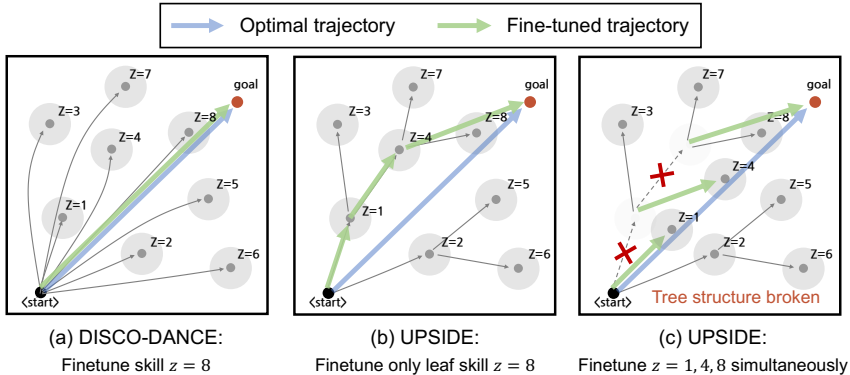 Optimal trajectory
Fine-tuned trajectory
Z=7
goal
Z=3
Z=4
Z=8
Z=5
Z=1
Z=2
Z=6
<start>
(a) DISCO-DANCE:
Finetune skill z = 8
Z=7
goal
Z=3
Z=4
Z=8
Z=5
Z=1
Z=2
Z=6
<start>
(b) UPSIDE:
Finetune only leaf skill z = 8
Z=7
goal
Z=3
Z=8
Z=4
Z=5
Z=1
Z=2
Z=6
<start>
Tree structure broken
(c) UPSIDE:
Finetune z = 1, 4, 8 simultaneously